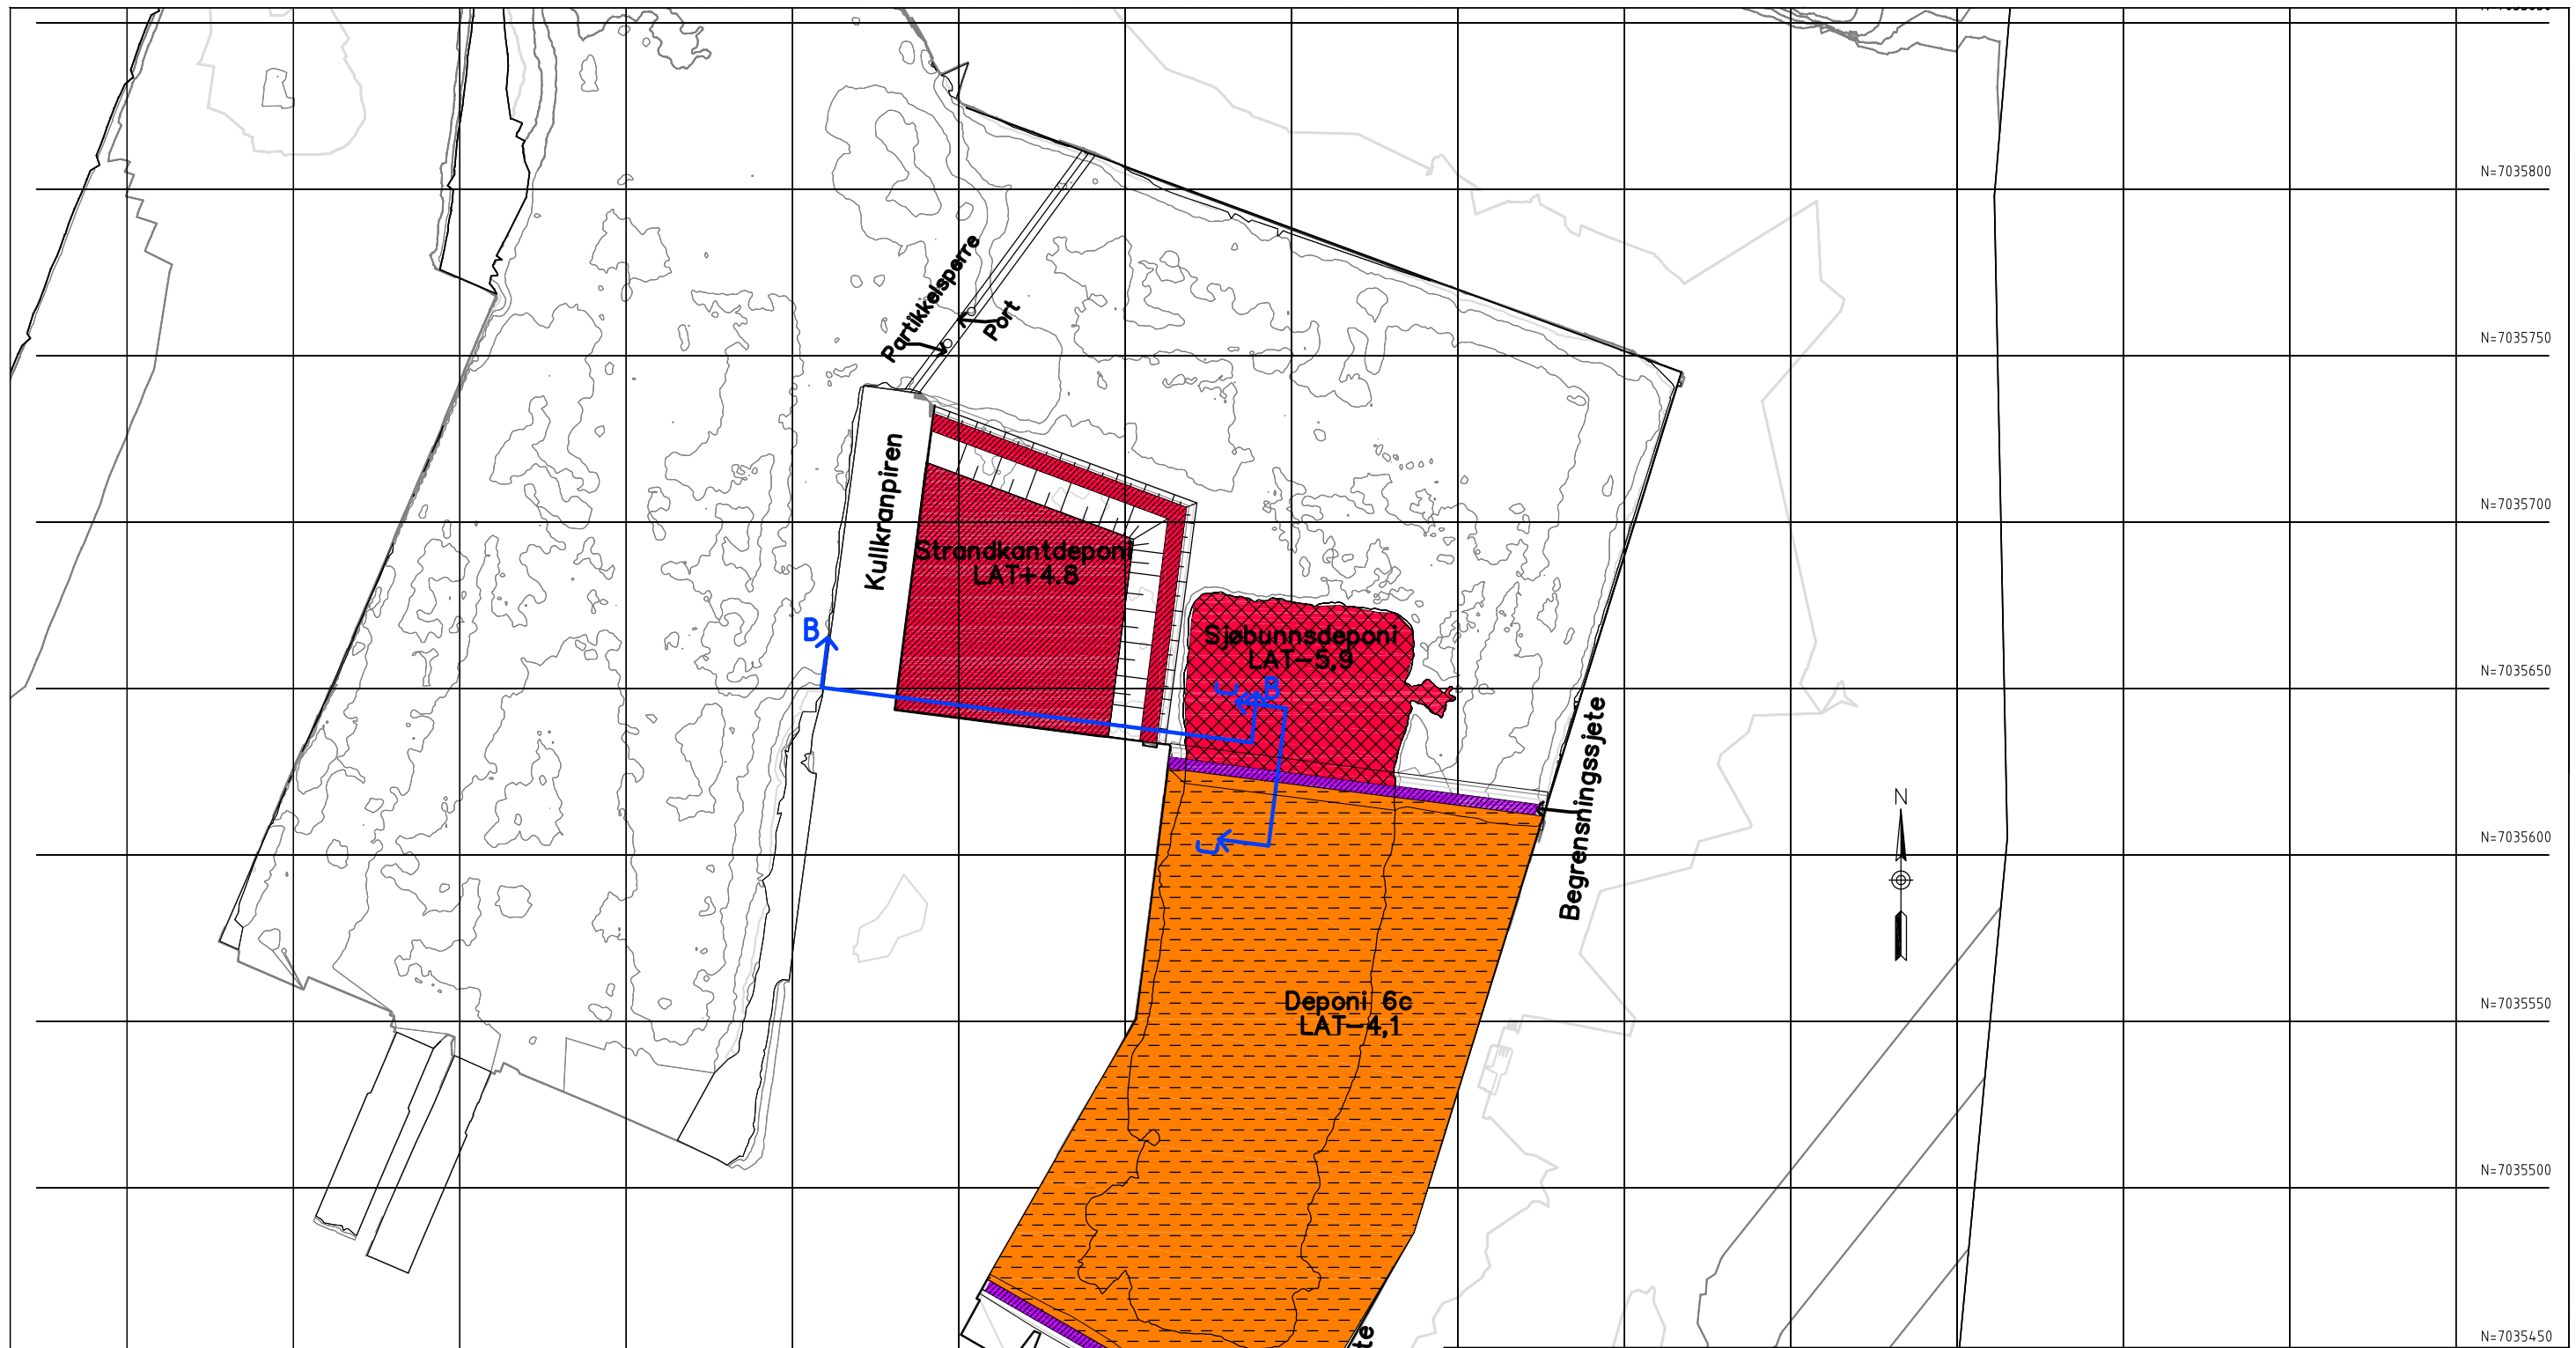 N=7035800
Partikkelsperre
Port
N=7035750
Kullkranpiren
N=7035700
Strandkantdeponi
LAT+4.8
B
Sjøbunnsdeponi
LAT-5,9
N=7035650
B
Begrensningssjete
N
N=7035600
Deponi 6c
LAT-4,1
N=7035550
N=7035500
N=7035450